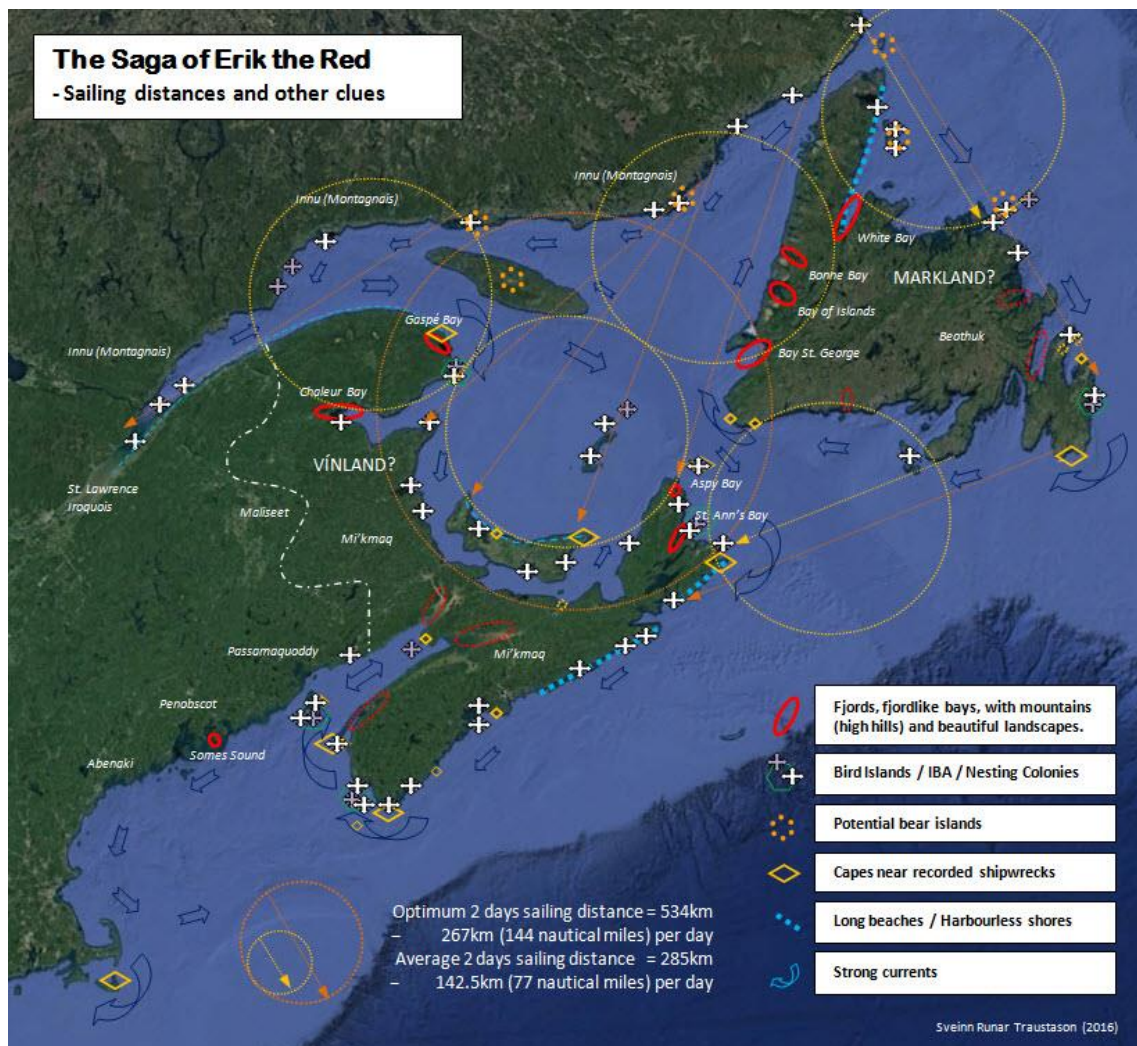 The Saga of Erik the Red
- Sailing distances and other clues
Innu (Montagnais)
Innu (Montagnais)
White Bay
Bonne Bay
MARKLAND?
Bay of Islands
Gaspé Bay
Beothuk
Innu (Montagnais)
Bay St. George
Chaleur Bay
VÍNLAND?
Aspy Bay
St. Lawrence
Iroquois
Maliseet
St. Ann's Bay
Mi'kmaq
Passamaquoddy
Mi'kmaq
Penobscot
Somes Sound
Abenaki
Fjords, fjordlike bays, with mountains
(high hills) and beautiful landscapes.
Bird Islands / IBA / Nesting Colonies
Potential bear islands
Capes near recorded shipwrecks
Long beaches / Harbourless shores
Strong currents
Optimum 2 days sailing distance = 534km
– 267km (144 nautical miles) per day
Average 2 days sailing distance = 285km
– 142.5km (77 nautical miles) per day
Sveinn Runar Traustason (2016)